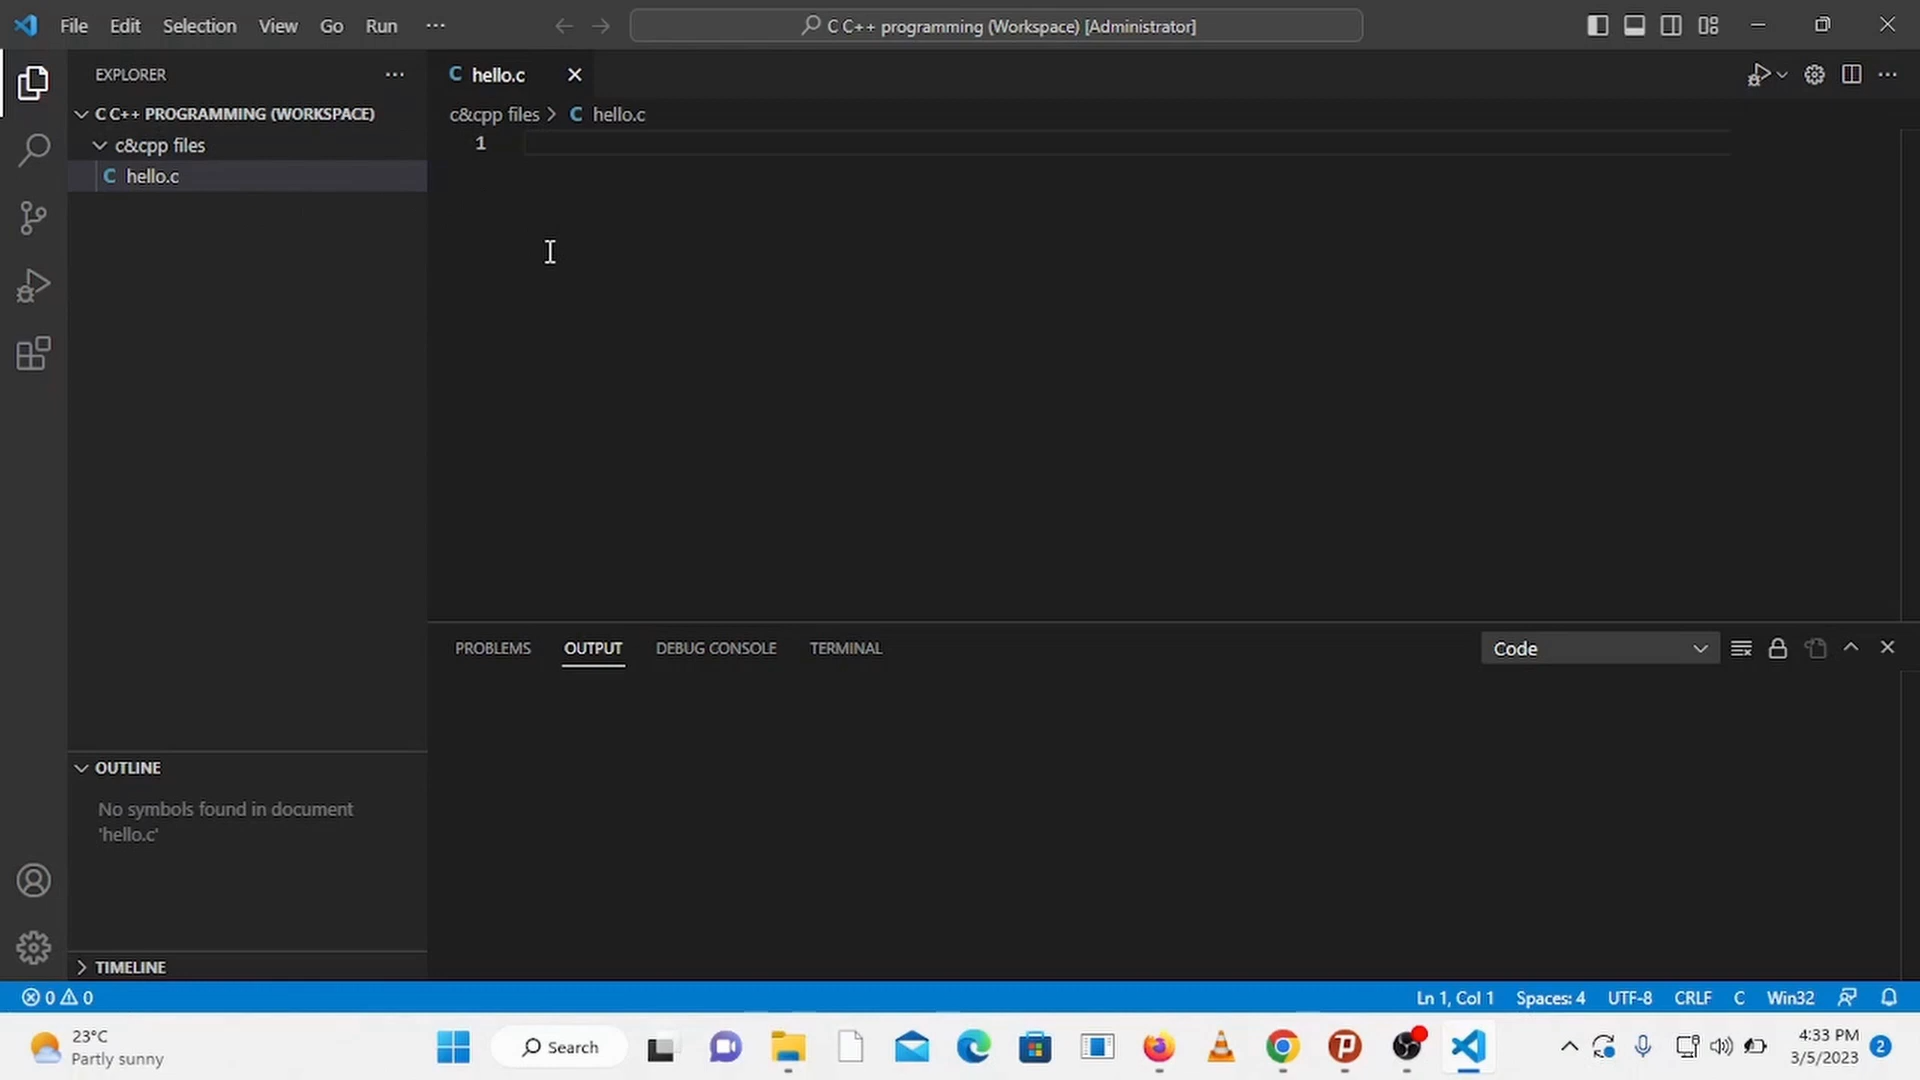 File Edit Selection View Go Run ···
C C++ programming (Workspace) [Administrator]
EXPLORER
hello.c
C C++ PROGRAMMING (WORKSPACE)
c&cpp files > C hello.c
c&cpp files
1
C hello.c
PROBLEMS OUTPUT DEBUG CONSOLE TERMINAL
Code
OUTLINE
No symbols found in document
'hello.c'
TIMELINE
0 0
Ln 1, Col 1 Spaces: 4 UTF-8 CRLF C Win32
23°C
Partly sunny
Search
4:33 PM
3/5/2023
2